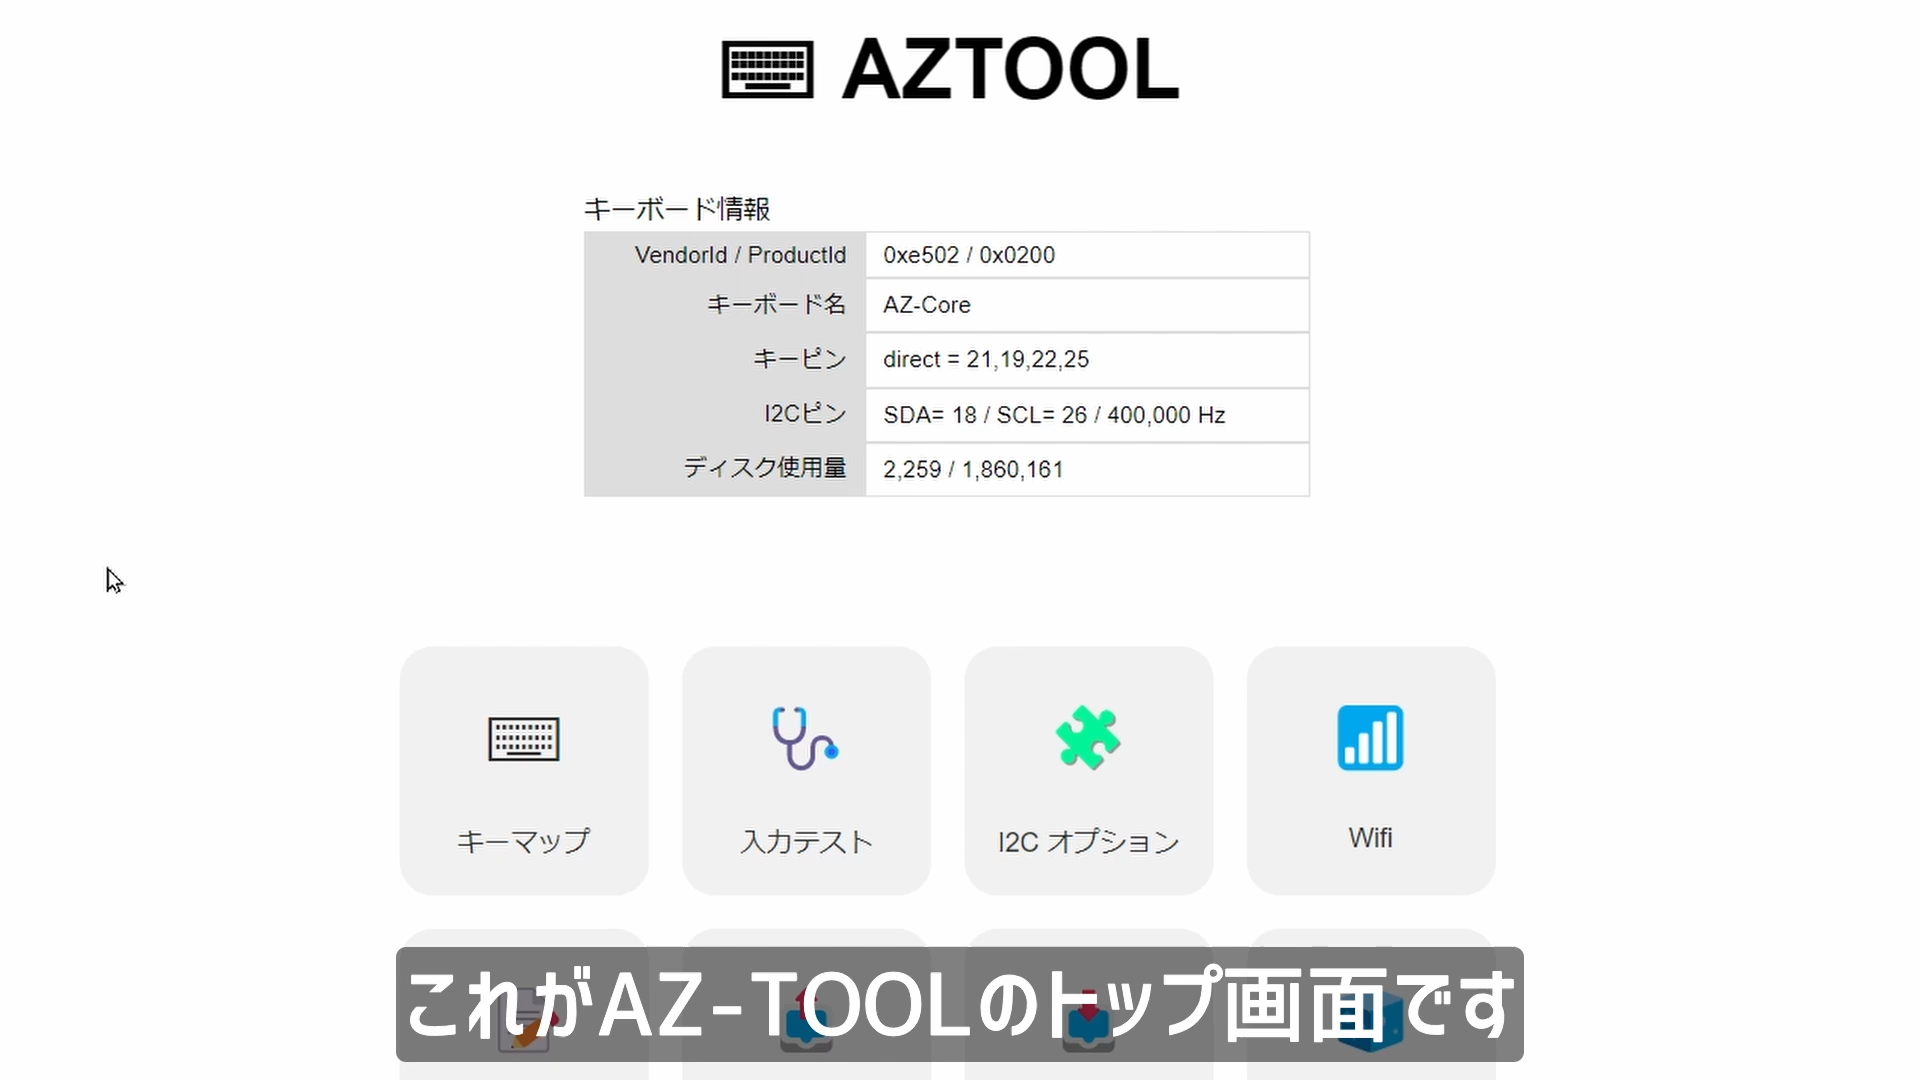 AZTOOL
キーボード情報
VendorId / ProductId 0xe502 / 0x0200
キーボード名 AZ-Core
キーピン direct = 21,19,22,25
I2Cピン SDA= 18 / SCL= 26 / 400,000 Hz
ディスク使用量 2,259 / 1,860,161
キーマップ 入力テスト I2C オプション Wifi
これがAZ-TOOLのトップ画面です